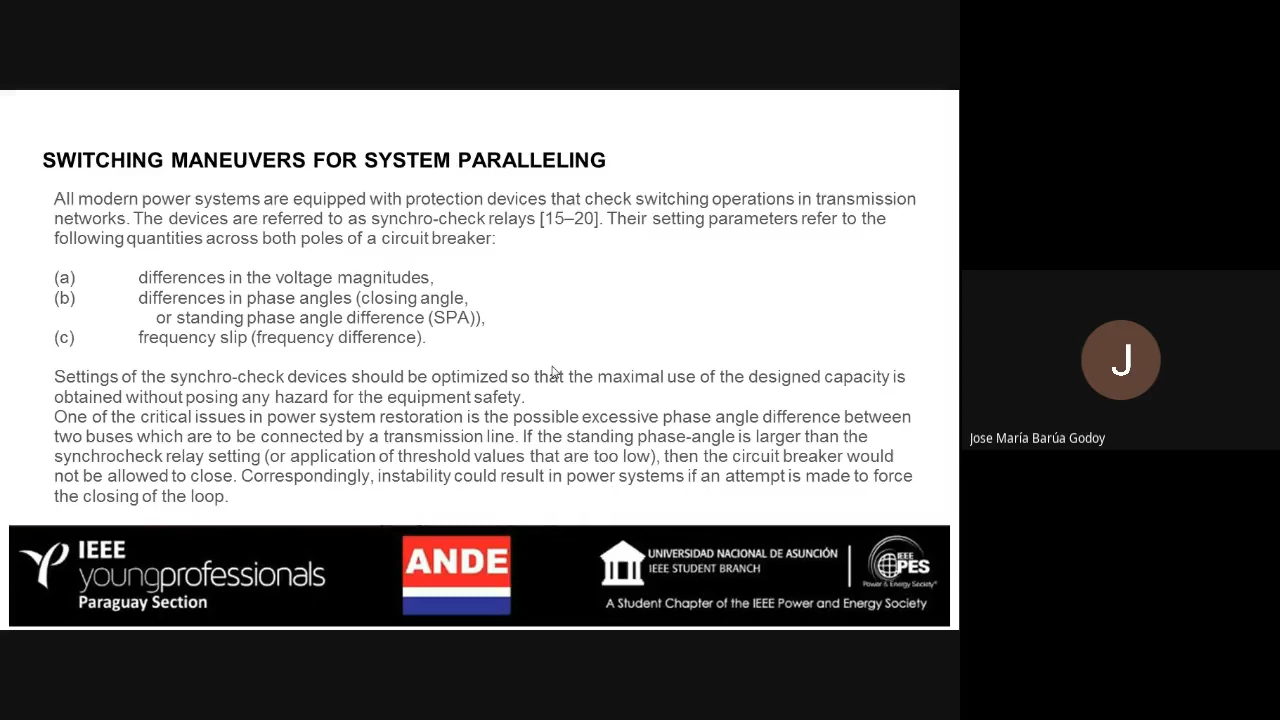 SWITCHING MANEUVERS FOR SYSTEM PARALLELING
All modern power systems are equipped with protection devices that check switching operations in transmission
networks. The devices are referred to as synchro-check relays [15–20]. Their setting parameters refer to the
following quantities across both poles of a circuit breaker:
(a) differences in the voltage magnitudes,
(b) differences in phase angles (closing angle,
or standing phase angle difference (SPA)),
(c) frequency slip (frequency difference).
Settings of the synchro-check devices should be optimized so that the maximal use of the designed capacity is
obtained without posing any hazard for the equipment safety.
One of the critical issues in power system restoration is the possible excessive phase angle difference between
two buses which are to be connected by a transmission line. If the standing phase-angle is larger than the
synchrocheck relay setting (or application of threshold values that are too low), then the circuit breaker would
not be allowed to close. Correspondingly, instability could result in power systems if an attempt is made to force
the closing of the loop.
IEEE
youngprofessionals
Paraguay Section
ANDE
UNIVERSIDAD NACIONAL DE ASUNCIÓN
IEEE STUDENT BRANCH
IEEE
PES
Power & Energy Society®
A Student Chapter of the IEEE Power and Energy Society
J
Jose María Barúa Godoy